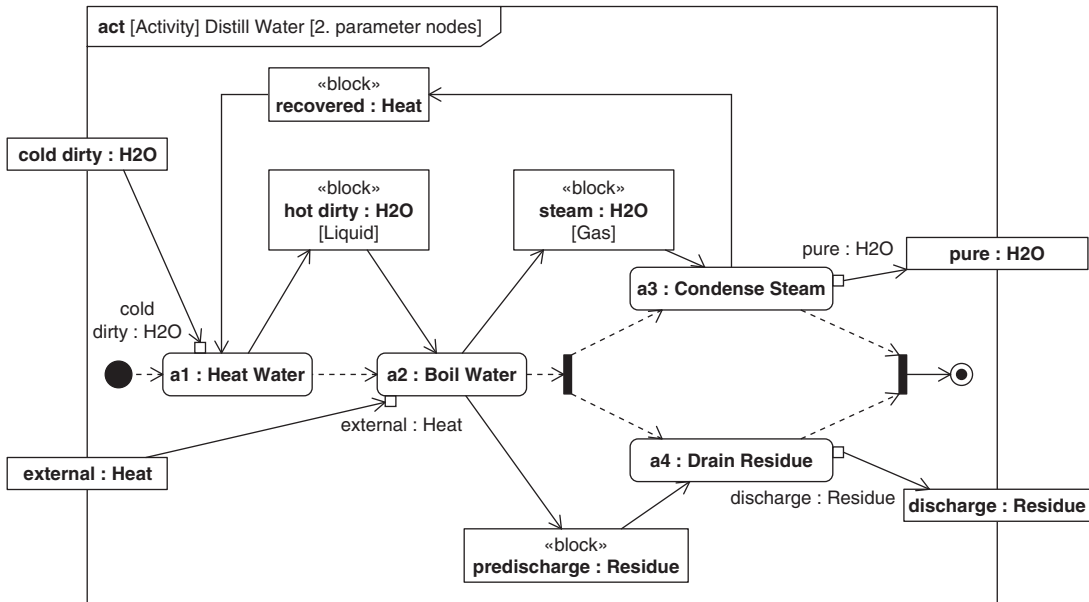 act [Activity] Distill Water [2. parameter nodes]
«block»
recovered : Heat
cold dirty : H2O
«block»
hot dirty : H2O
[Liquid]
«block»
steam : H2O
[Gas]
pure : H2O
pure : H2O
a3 : Condense Steam
cold
dirty : H2O
a1 : Heat Water
a2 : Boil Water
external : Heat
external : Heat
a4 : Drain Residue
discharge : Residue
discharge : Residue
«block»
predischarge : Residue